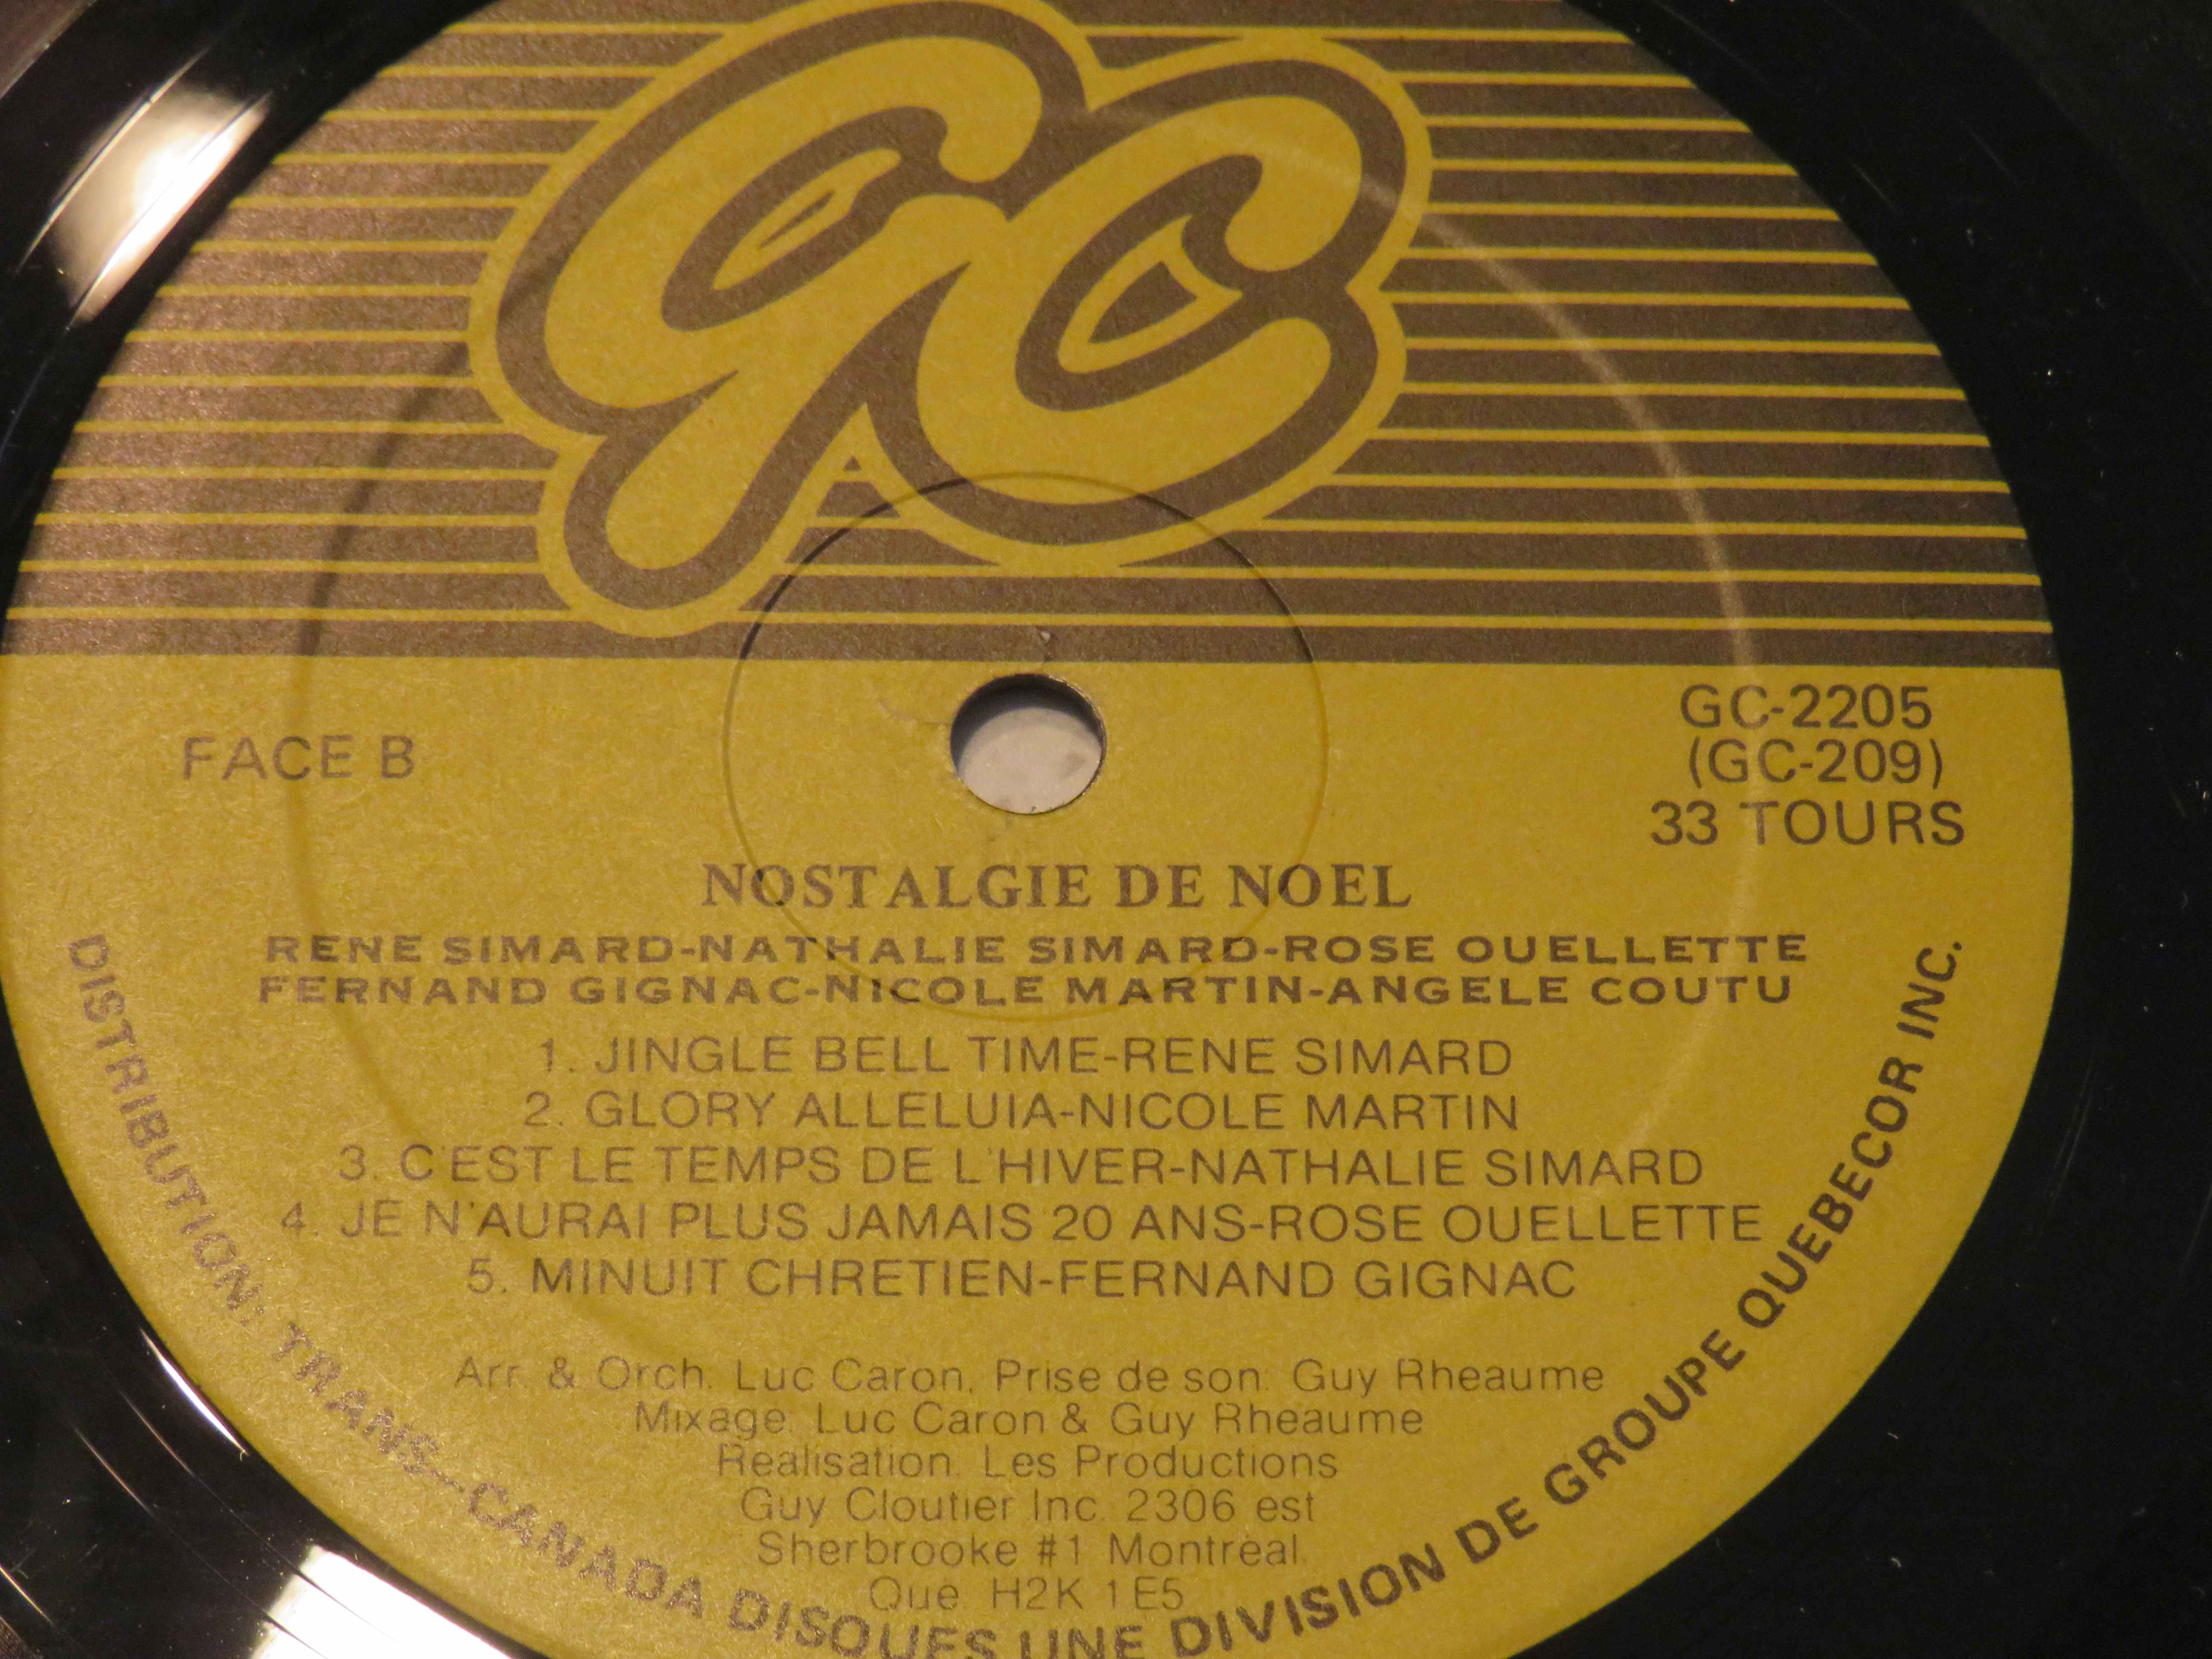 gc
FACE B
GC-2205
(GC-209)
33 TOURS
NOSTALGIE DE NOEL
RENE SIMARD-NATHALIE SIMARD-ROSE OUELLETTE
FERNAND GIGNAC-NICOLE MARTIN-ANGELE COUTU
1. JINGLE BELL TIME-RENE SIMARD
2. GLORY ALLELUIA-NICOLE MARTIN
3. C'EST LE TEMPS DE L'HIVER-NATHALIE SIMARD
4. JE N'AURAI PLUS JAMAIS 20 ANS-ROSE OUELLETTE
5. MINUIT CHRETIEN-FERNAND GIGNAC
Arr. & Orch. Luc Caron, Prise de son: Guy Rheaume
Mixage: Luc Caron & Guy Rheaume
Réalisation: Les Productions
Guy Cloutier Inc. 2306 est
Sherbrooke #1 Montréal,
Que. H2K 1E5
DISTRIBUTION: TRANS-CANADA DISQUES UNE DIVISION DE GROUPE QUEBECOR INC.